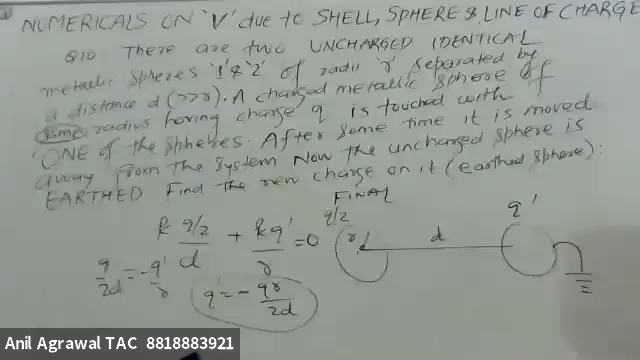 NUMERICALS ON 'V' due to SHELL, SPHERE & LINE OF CHARGE
Q10 There are two UNCHARGED IDENTICAL
metallic spheres '1' & '2' of radii 'r' separated by
a distance d (>>r). A charged metallic sphere of
same radius having charge q is touched with
ONE of the spheres. After some time it is moved
away from the system Now the uncharged sphere is
EARTHED Find the new charge on it (earthed sphere):
FINAL
k q/2 / d + kq' / r = 0
q/2 r d q'
q/2d = -q'/r
q' = - qr/2d
Anil Agrawal TAC 8818883921